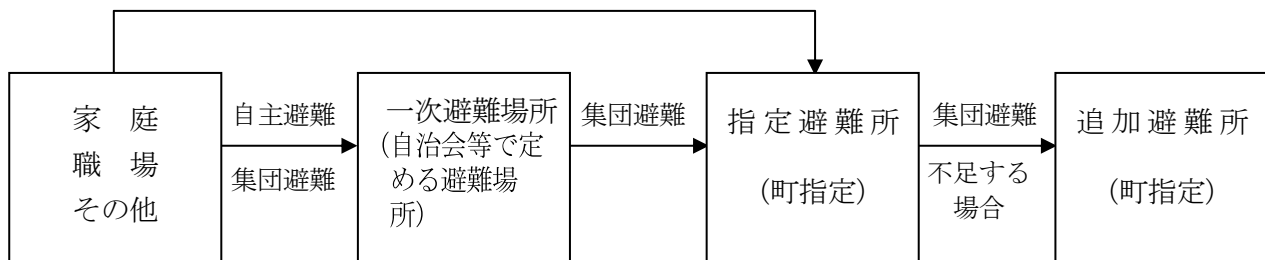 家　庭
職　場
その他
自主避難
集団避難
一次避難場所
(自治会等で定
める避難場
所)
集団避難
指定避難所
(町指定)
集団避難
不足する
場合
追加避難所
(町指定)